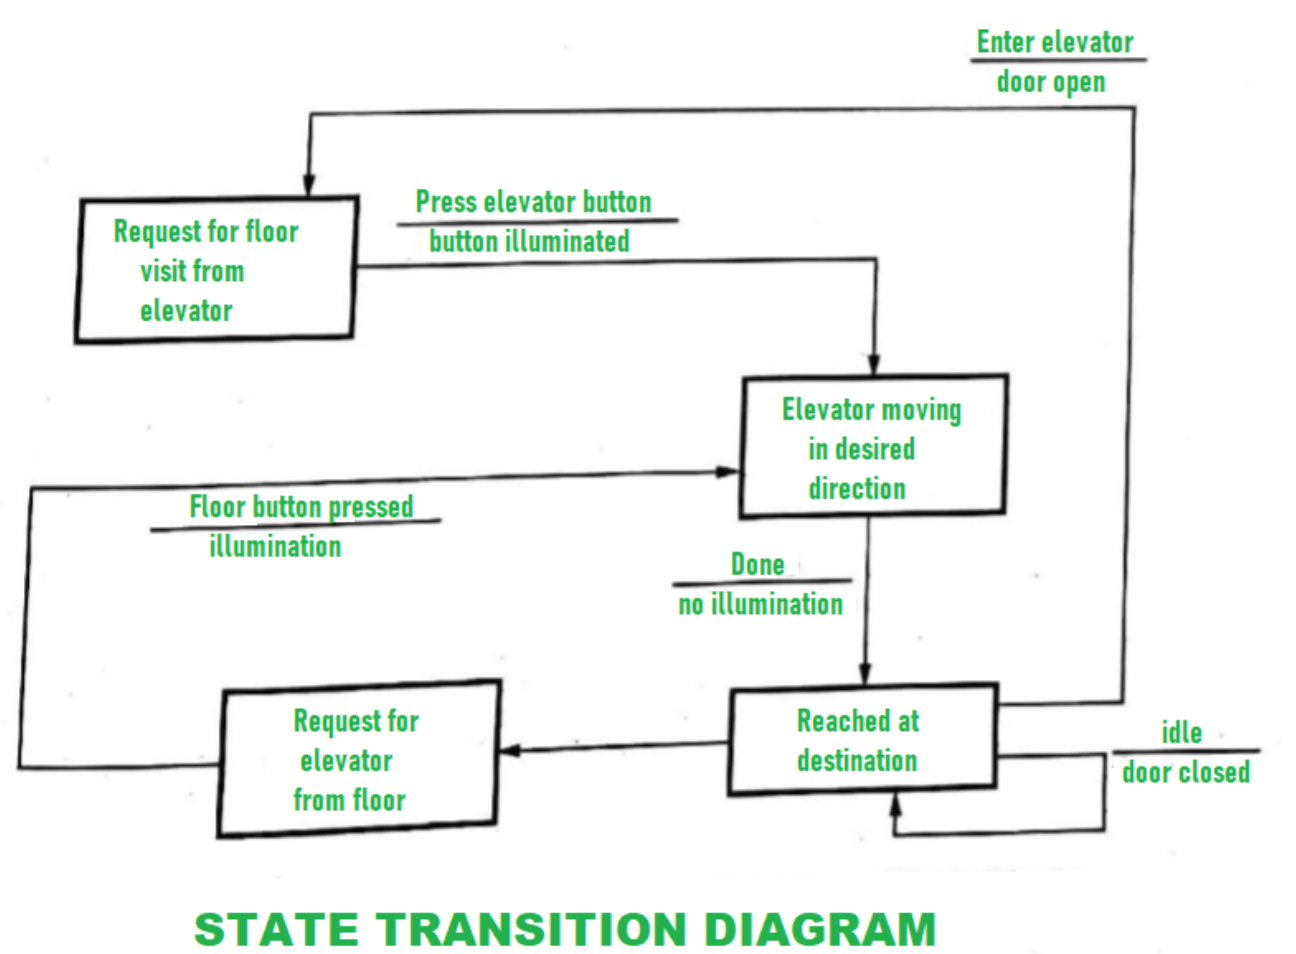 Enter elevator
door open
Press elevator button
button illuminated
Request for floor
visit from
elevator
Elevator moving
in desired
direction
Floor button pressed
illumination
Done
no illumination
Request for
elevator
from floor
Reached at
destination
idle
door closed
STATE TRANSITION DIAGRAM